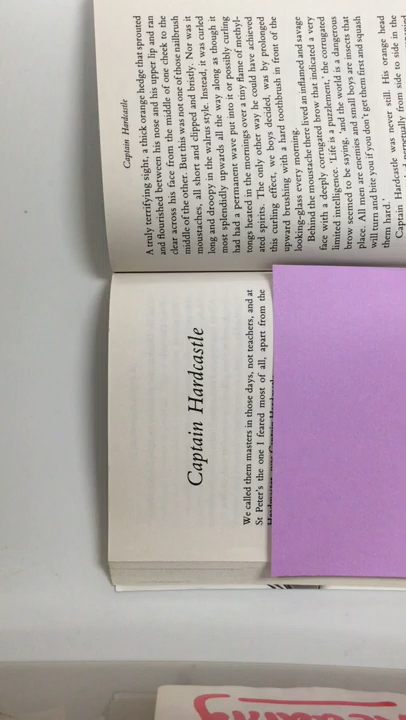 Captain Hardcastle
We called them masters in those days, not teachers, and at
St Peter's the one I feared most of all, apart from the
Captain Hardcastle
A truly terrifying sight, a thick orange hedge that sprouted
and flourished between his nose and his upper lip and ran
clear across his face from the middle of one cheek to the
middle of the other. But this was not one of those nailbrush
moustaches, all short and clipped and bristly. Nor was it
long and droopy in the walrus style. Instead, it was curled
most splendidly upwards all the way along as though it
had had a permanent wave put into it or possibly curling
tongs heated in the mornings over a tiny flame of methyl-
ated spirits. The only other way he could have achieved
this curling effect, we boys decided, was by prolonged
upward brushing with a hard toothbrush in front of the
looking-glass every morning.
Behind the moustache there lived an inflamed and savage
face with a deeply corrugated brow that indicated a very
limited intelligence. 'Life is a puzzlement,' the corrugated
brow seemed to be saying, 'and the world is a dangerous
place. All men are enemies and small boys are insects that
will turn and bite you if you don't get them first and squash
them hard.'
Captain Hardcastle was never still. His orange head
perpetually from side to side in the